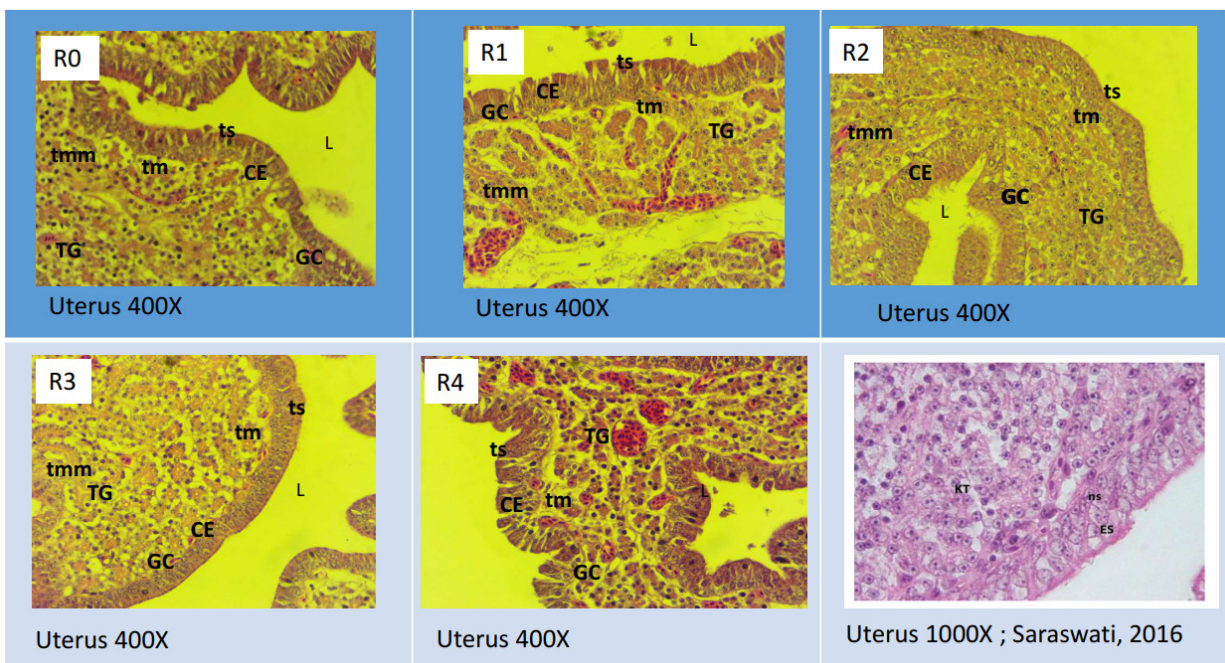 R0
ts
L
tmm
tm
CE
TG
GC
Uterus 400X
R1
L
ts
CE
GC
tm
TG
tmm
Uterus 400X
R2
ts
tm
tmm
CE
GC
L
TG
Uterus 400X
R3
ts
tm
tmm
TG
L
CE
GC
Uterus 400X
R4
TG
ts
L
CE
tm
GC
Uterus 400X
KT
ns
ES
Uterus 1000X ; Saraswati, 2016